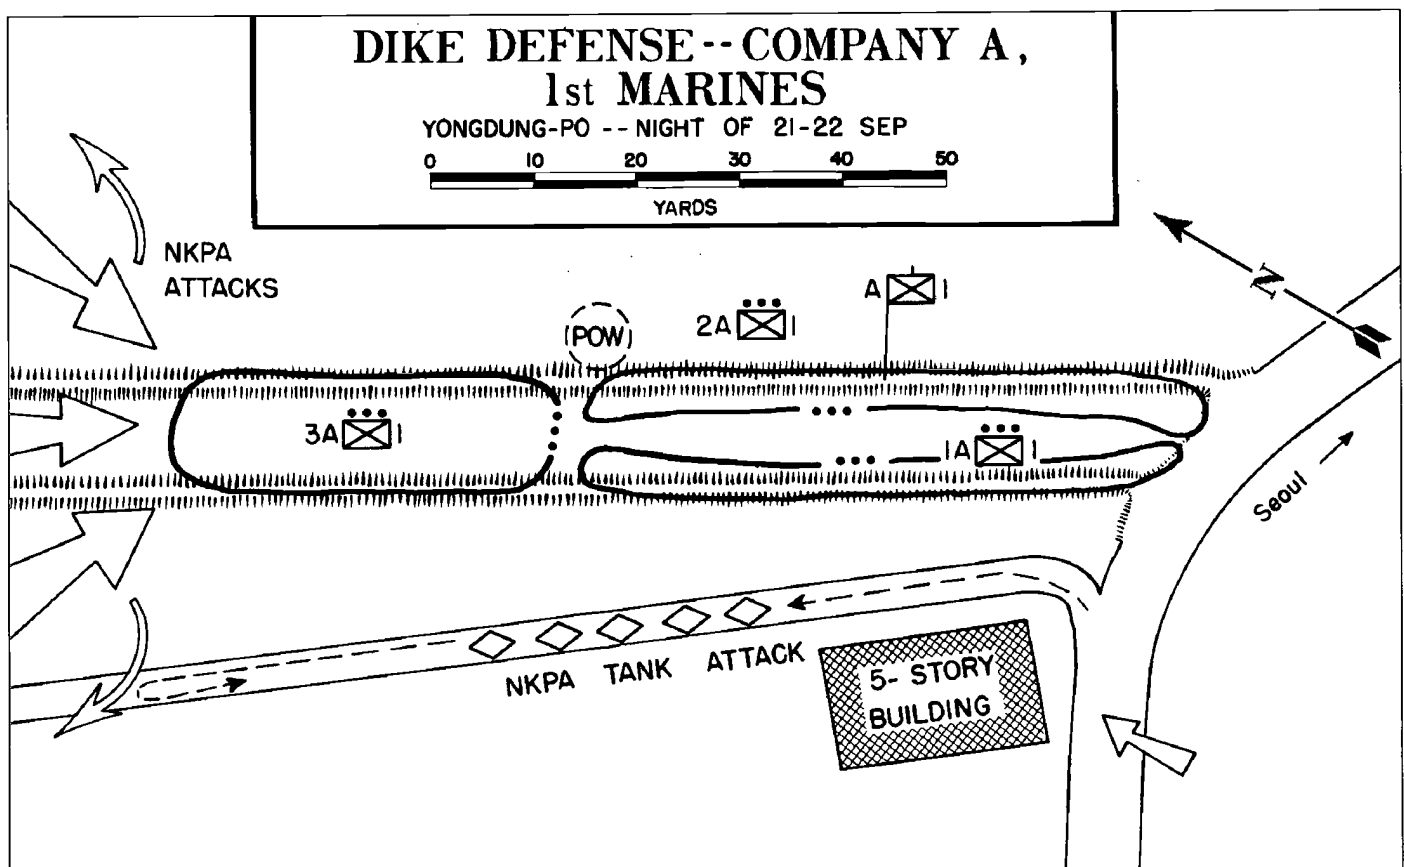 DIKE DEFENSE--COMPANY A,
1st MARINES
YONGDUNG-PO -- NIGHT OF 21-22 SEP
0 10 20 30 40 50
YARDS
NKPA
ATTACKS
N
A 1
2A 1
POW
3A 1
1A 1
Seoul
NKPA TANK ATTACK
5- STORY
BUILDING